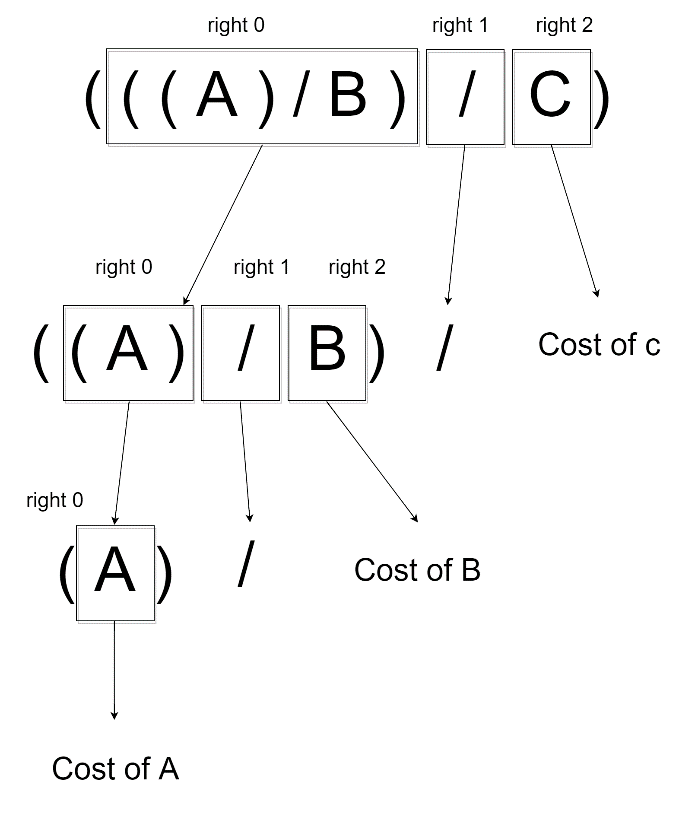 right 0 right 1 right 2
( ( ( A ) / B ) / C )
right 0 right 1 right 2
( ( A ) / B ) / Cost of c
right 0
( A ) / Cost of B
Cost of A